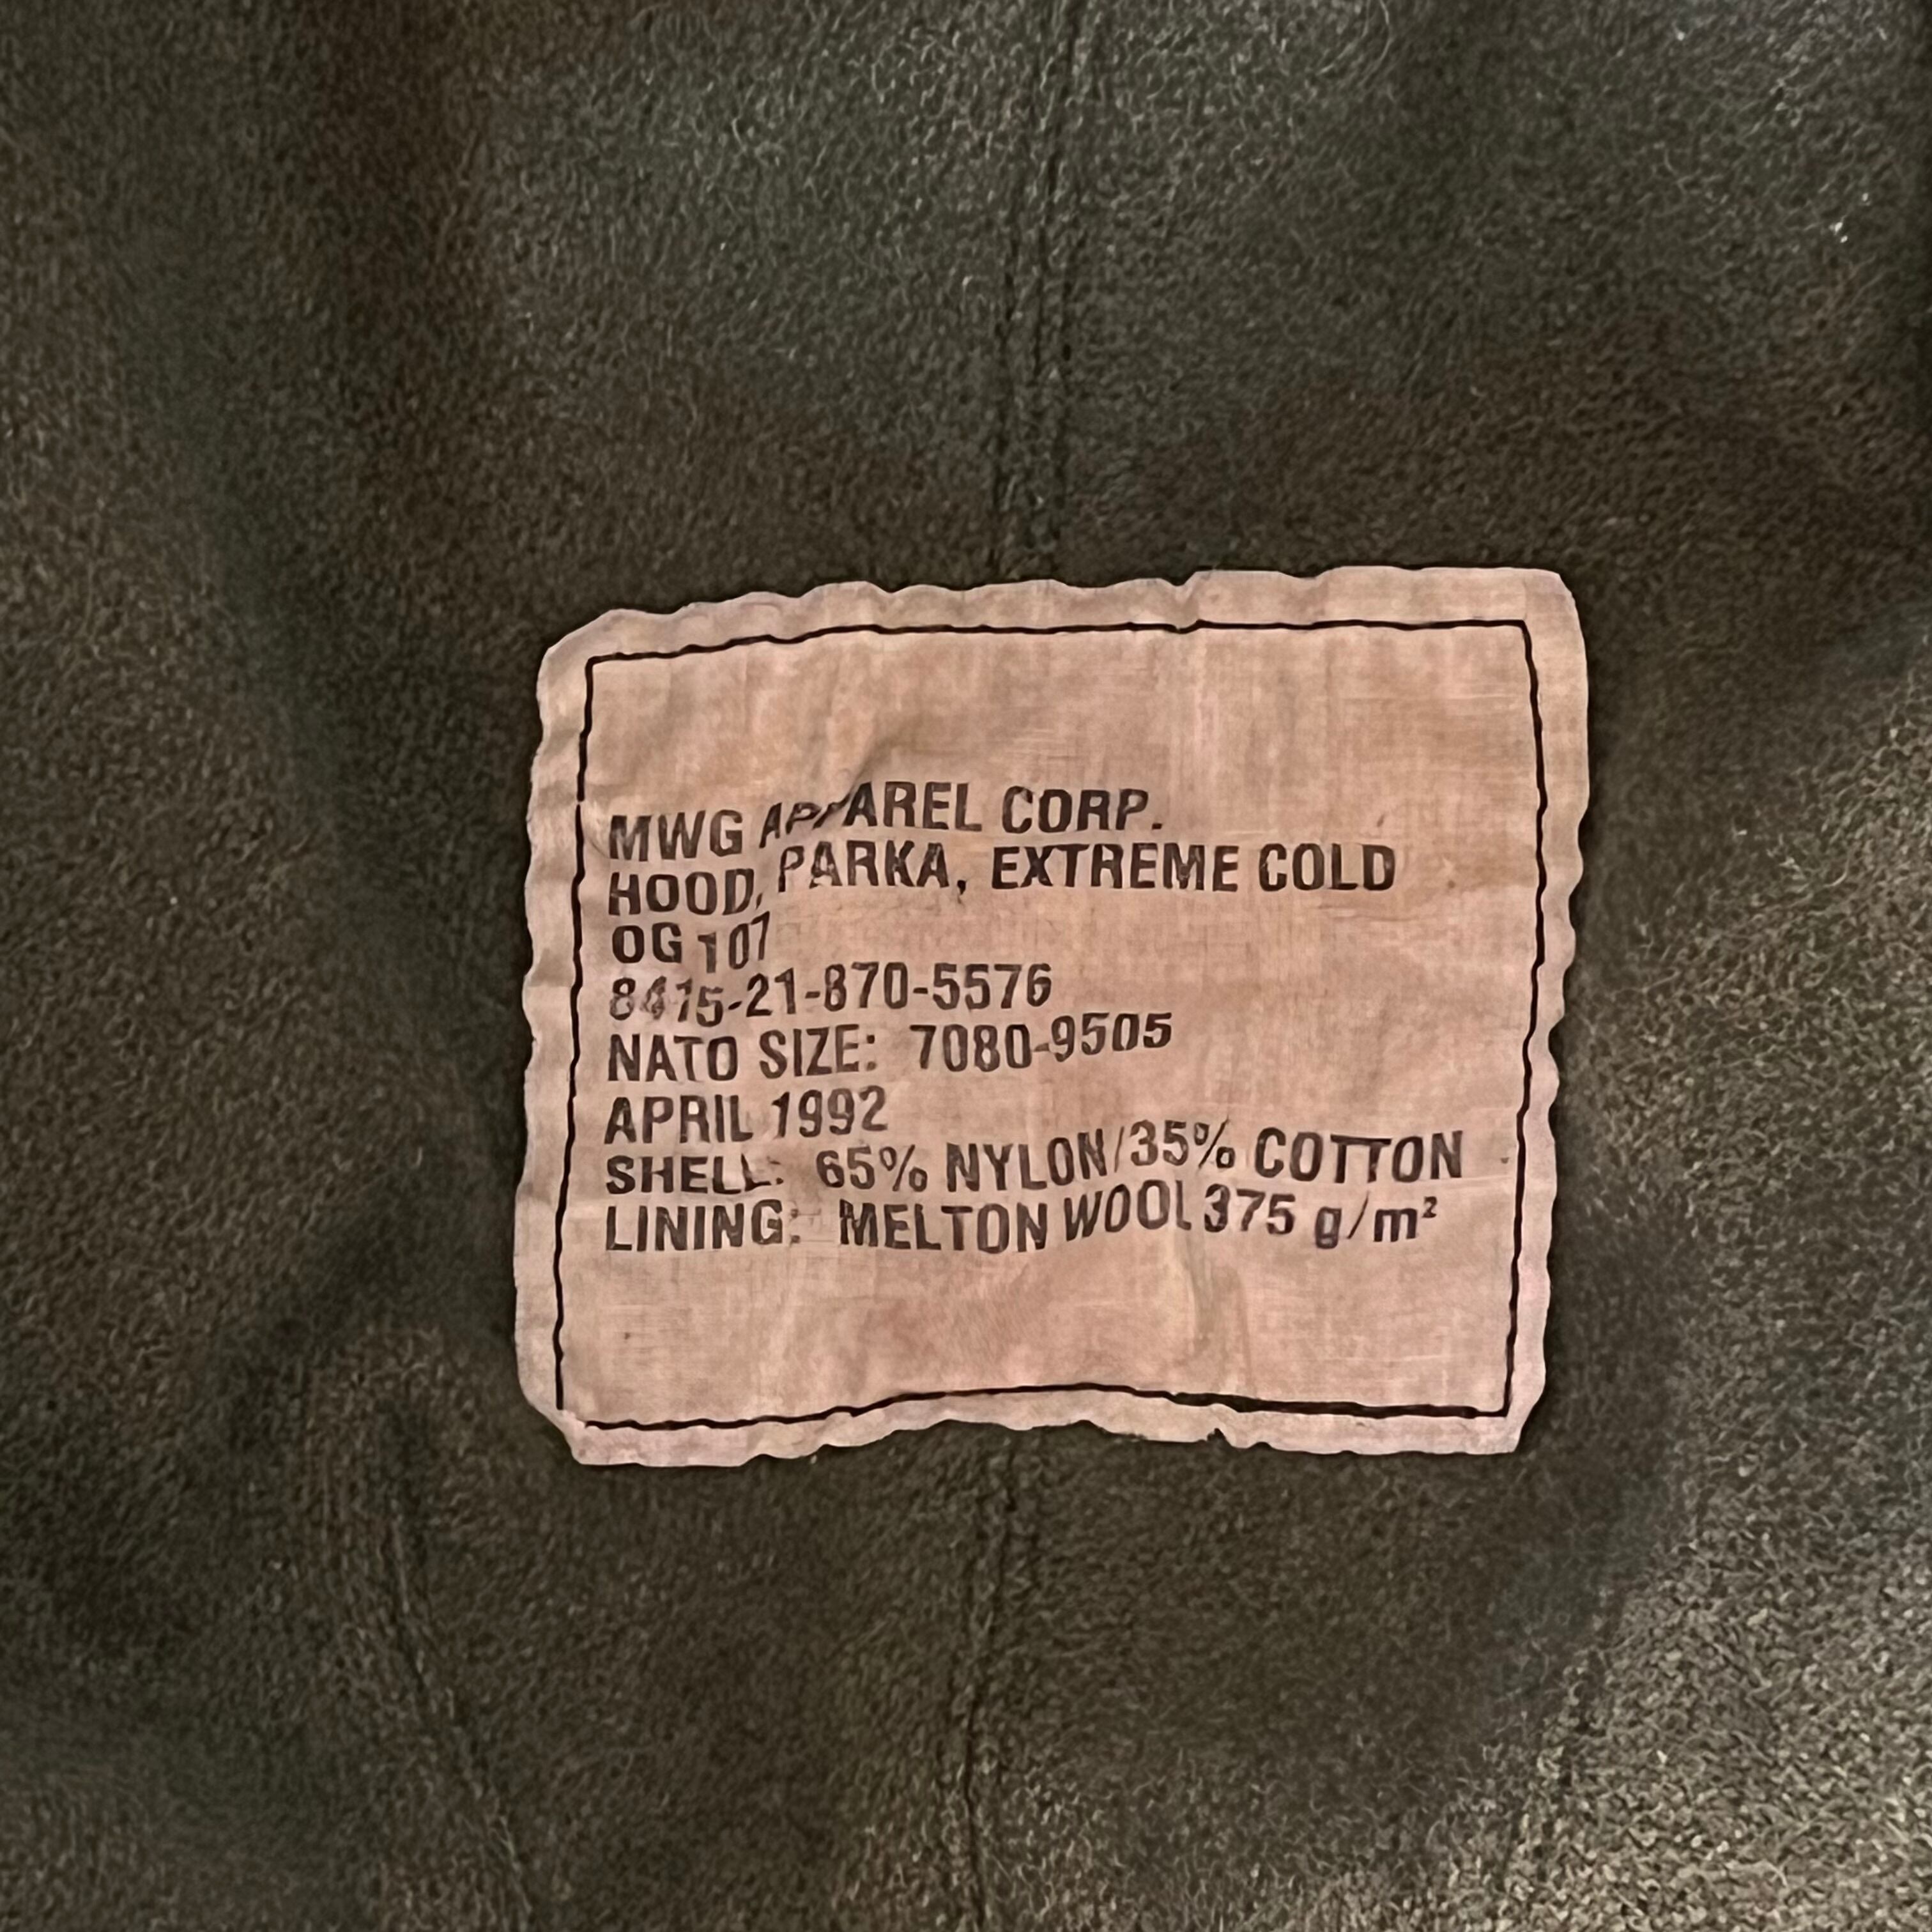 MWG APPAREL CORP.
HOOD, PARKA, EXTREME COLD
OG 107
8415-21-870-5576
NATO SIZE: 7080-9505
APRIL 1992
SHELL: 65% NYLON/35% COTTON
LINING: MELTON WOOL 375 g/m²